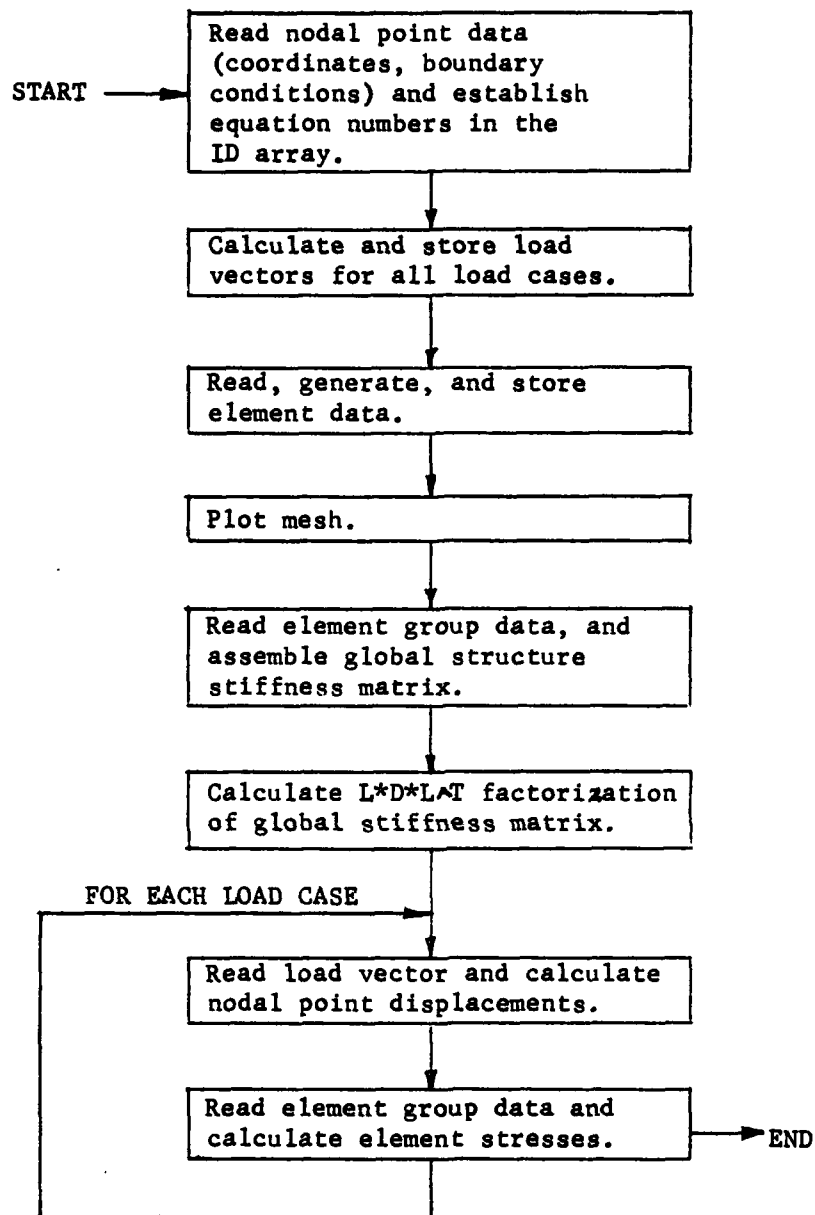 Read nodal point data
(coordinates, boundary
START
conditions) and establish
equation numbers in the
ID array.
Calculate and store load
vectors for all load cases.
Read, generate, and store
element data.
Plot mesh.
Read element group data, and
assemble global structure
stiffness matrix.
Calculate L*D*L^T factorization
of global stiffness matrix.
FOR EACH LOAD CASE
Read load vector and calculate
nodal point displacements.
Read element group data and
calculate element stresses.
END